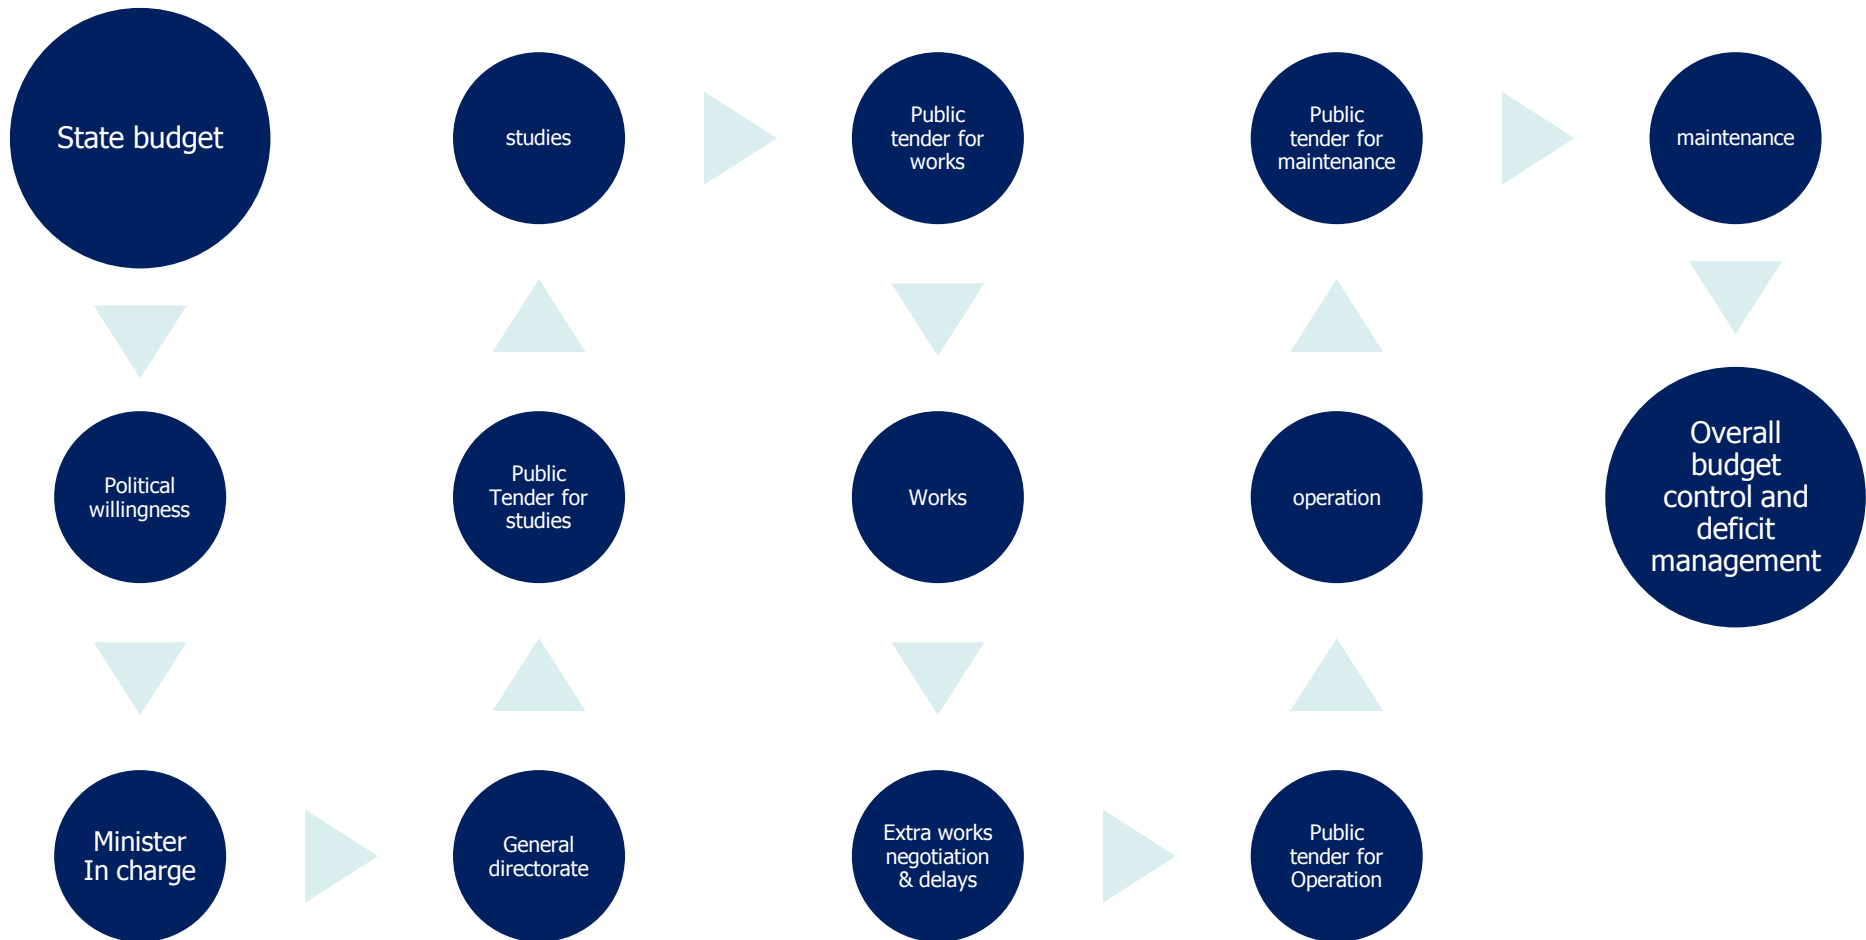 State budget
Political
willingness
Minister
In charge
General
directorate
Public
Tender for
studies
studies
Public
tender for
works
Works
Extra works
negotiation
& delays
Public
tender for
Operation
operation
Public
tender for
maintenance
maintenance
Overall
budget
control and
deficit
management